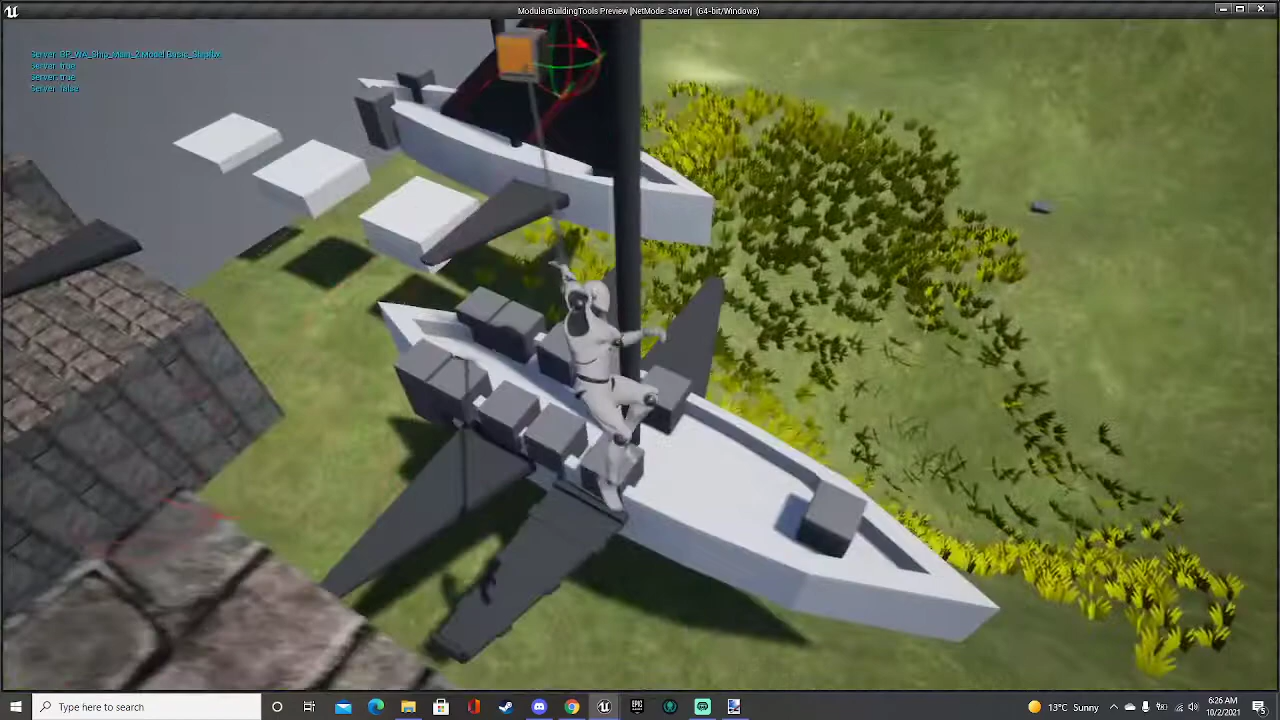 ModularBuildingTools Preview [NetMode: Server] (64-bit/Windows)
Server: true
Server: true
Server: false
Type here to search
EPIC
13°C Sunny
6:26 AM
10/2/2021